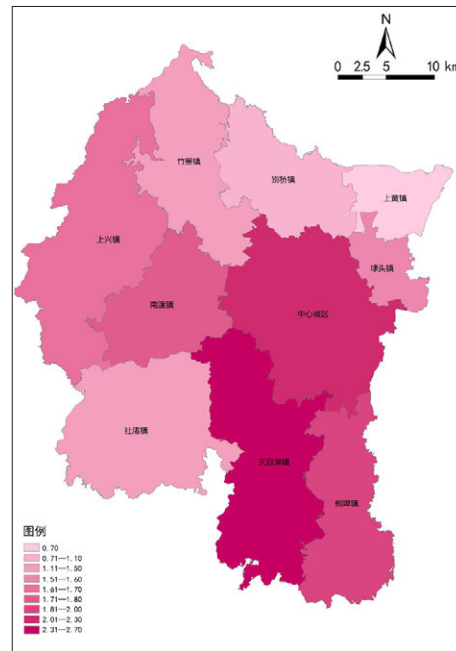 N
0 2.5 5 10 km
竹箦镇
别桥镇
上黄镇
上兴镇
埭头镇
南渡镇
中心城区
社渚镇
天目湖镇
戴埠镇
图例
0.70
0.71—1.10
1.11—1.50
1.51—1.60
1.61—1.70
1.71—1.80
1.81—2.00
2.01—2.30
2.31—2.70